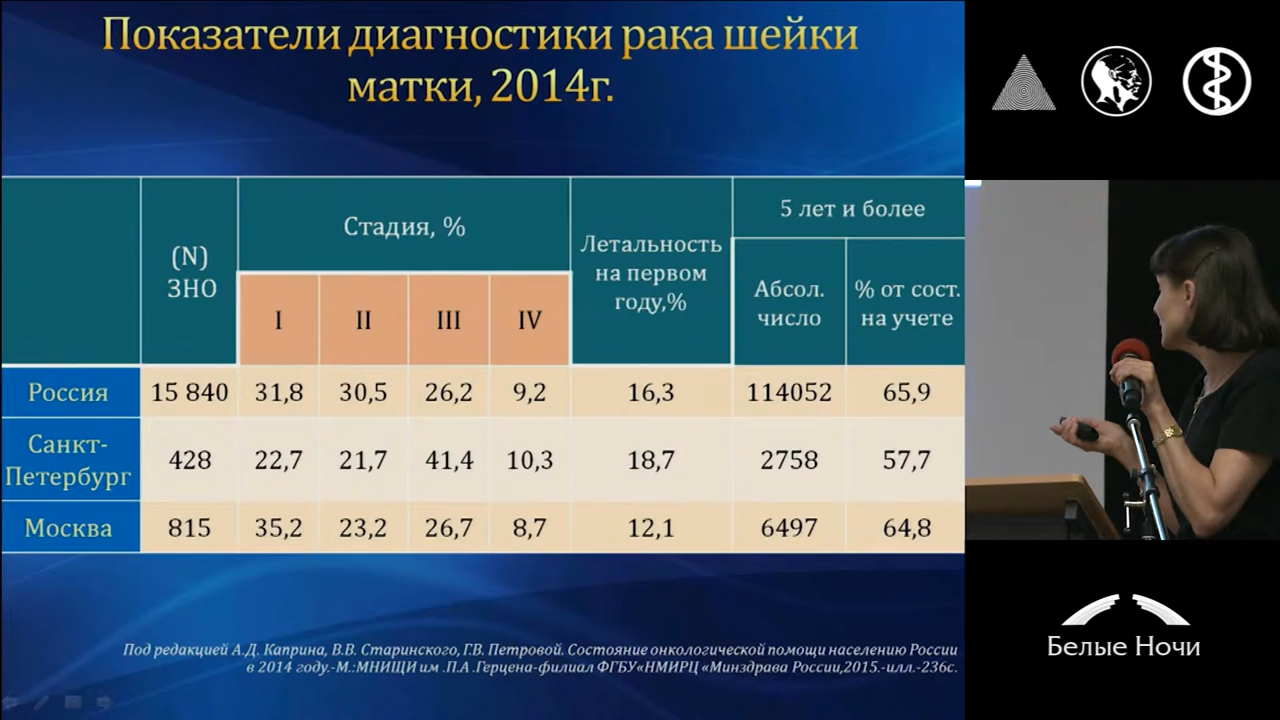 Показатели диагностики рака шейки
матки, 2014г.
(N)
ЗНО
Стадия, %
I II III IV
Летальность
на первом
году,%
5 лет и более
Абсол.
число
% от сост.
на учете
Россия 15 840 31,8 30,5 26,2 9,2 16,3 114052 65,9
Санкт-
Петербург 428 22,7 21,7 41,4 10,3 18,7 2758 57,7
Москва 815 35,2 23,2 26,7 8,7 12,1 6497 64,8
Под редакцией А.Д. Каприна, В.В. Старинского, Г.В. Петровой. Состояние онкологической помощи населению России
в 2014 году.-М.:МНИЩИ им .П.А.Герцена-филиал ФГБУ«НМИРЦ «Минздрава России,2015.-илл.-236с.
Белые Ночи